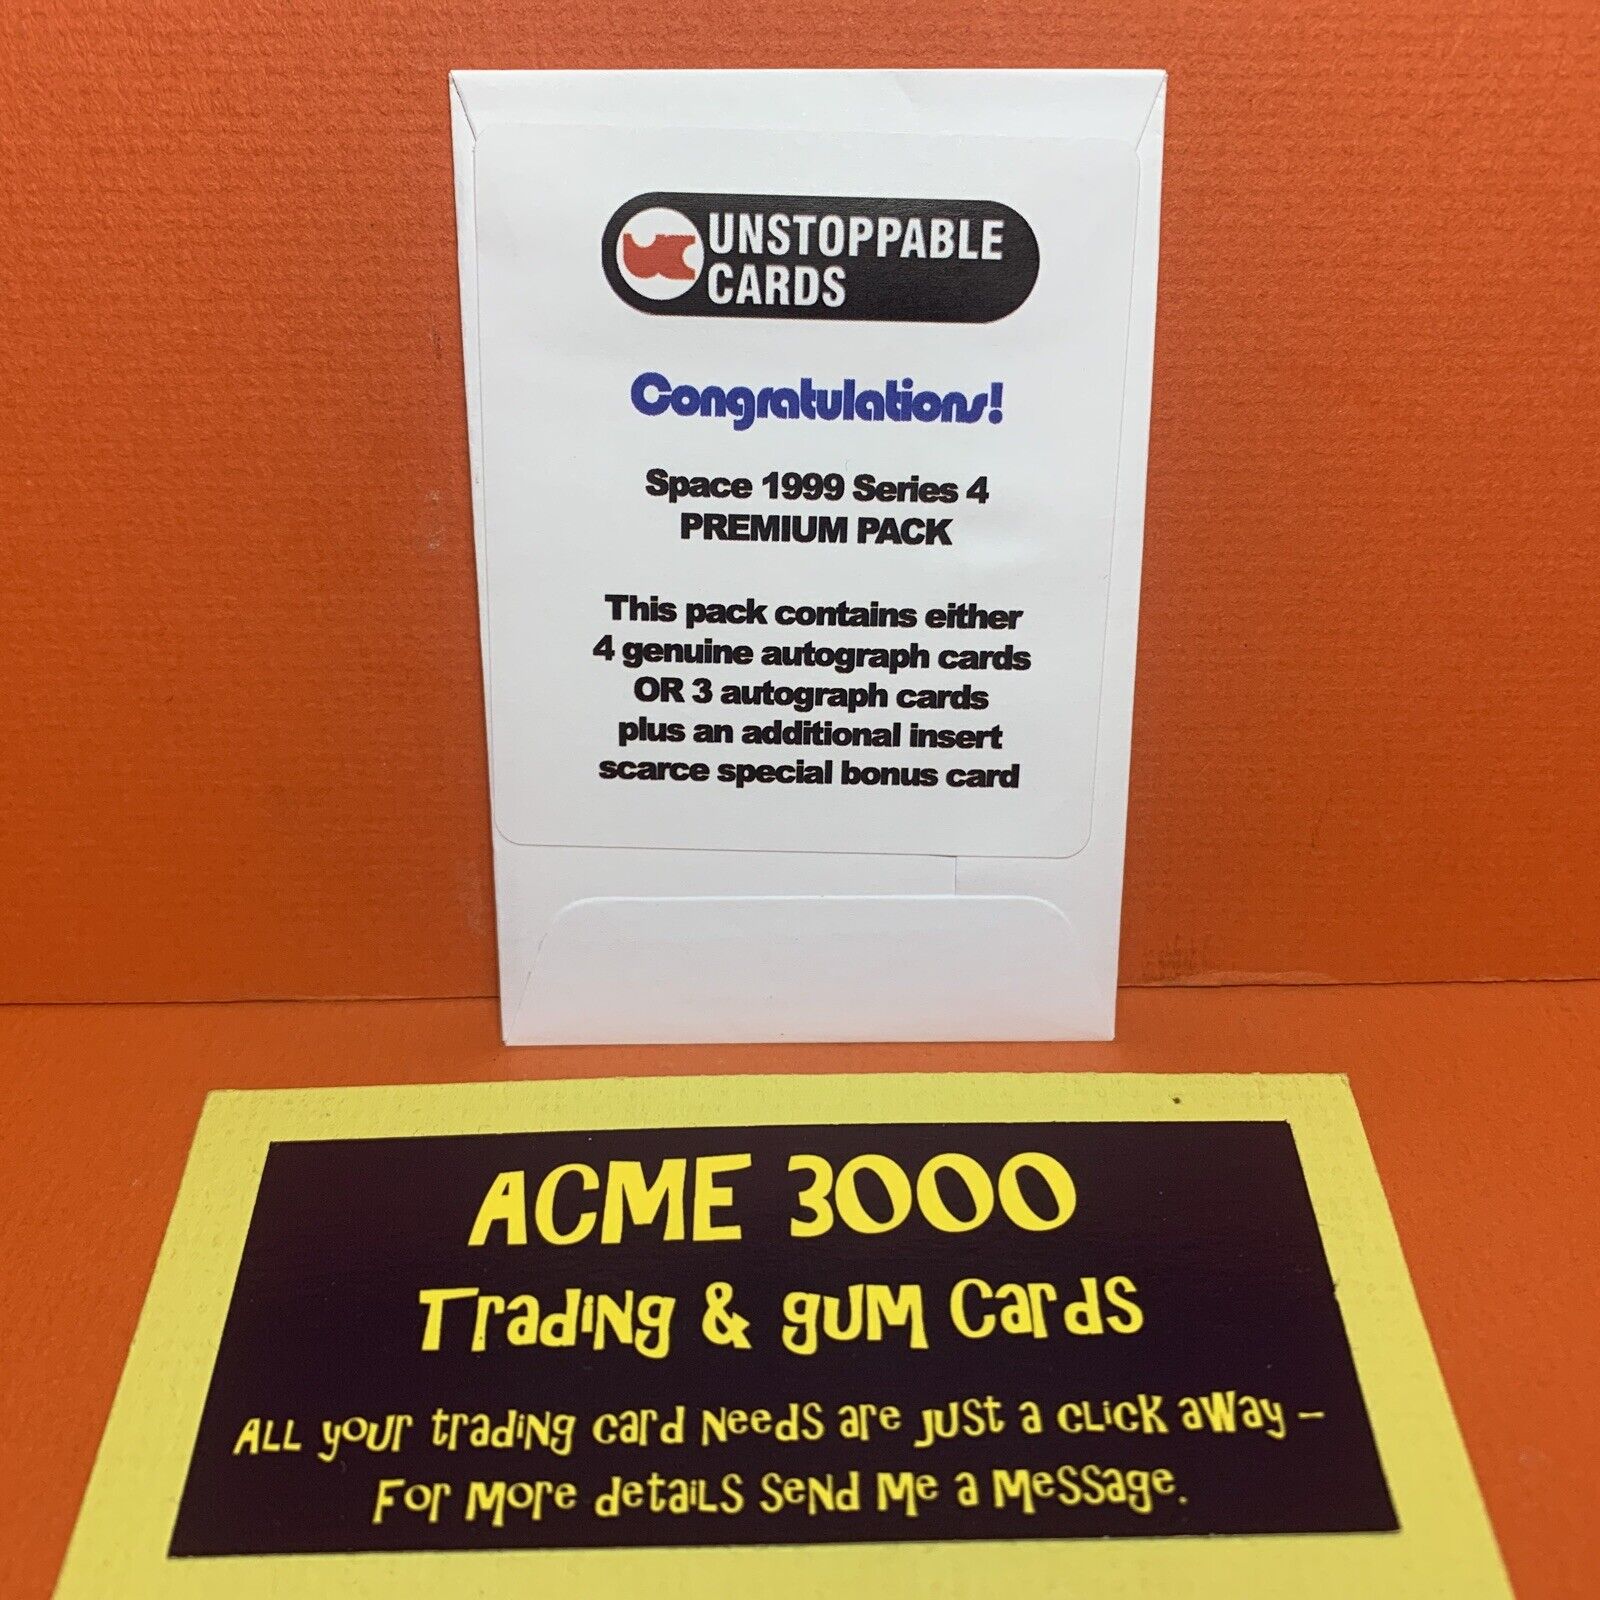 UNSTOPPABLE
CARDS
Congratulations!
Space 1999 Series 4
PREMIUM PACK
This pack contains either
4 genuine autograph cards
OR 3 autograph cards
plus an additional insert
scarce special bonus card
ACME 3000
Trading & gum Cards
All your trading card needs are just a click away –
For more details send me a message.